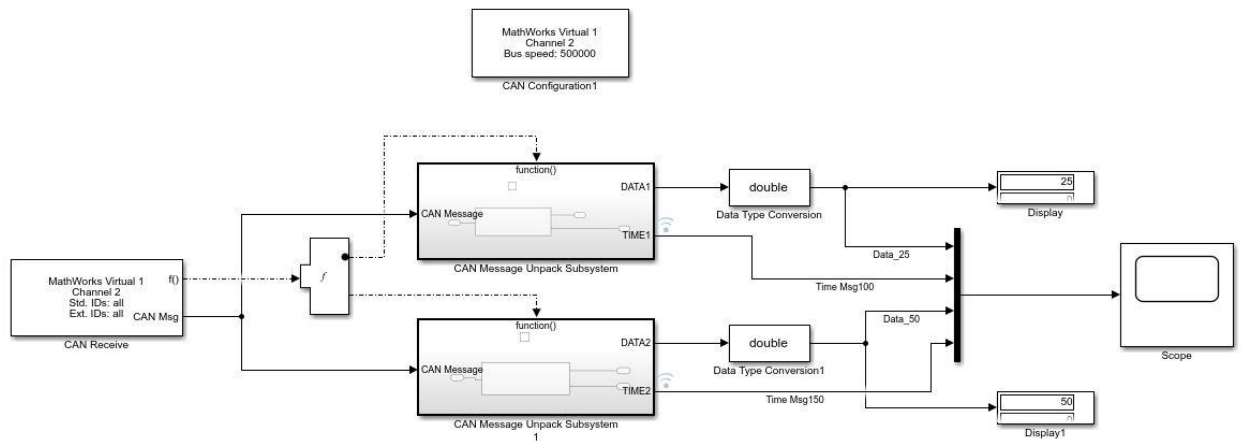 MathWorks Virtual 1
Channel 2
Bus speed: 500000
CAN Configuration1
function()
DATA1
CAN Message
TIME1
CAN Message Unpack Subsystem
double
Data Type Conversion
25
Display
Data_25
Time Msg100
MathWorks Virtual 1
Channel 2
Std. IDs: all
Ext. IDs: all
f()
CAN Msg
CAN Receive
f
function()
DATA2
CAN Message
TIME2
CAN Message Unpack Subsystem
1
double
Data Type Conversion1
Data_50
Time Msg150
Scope
50
Display1